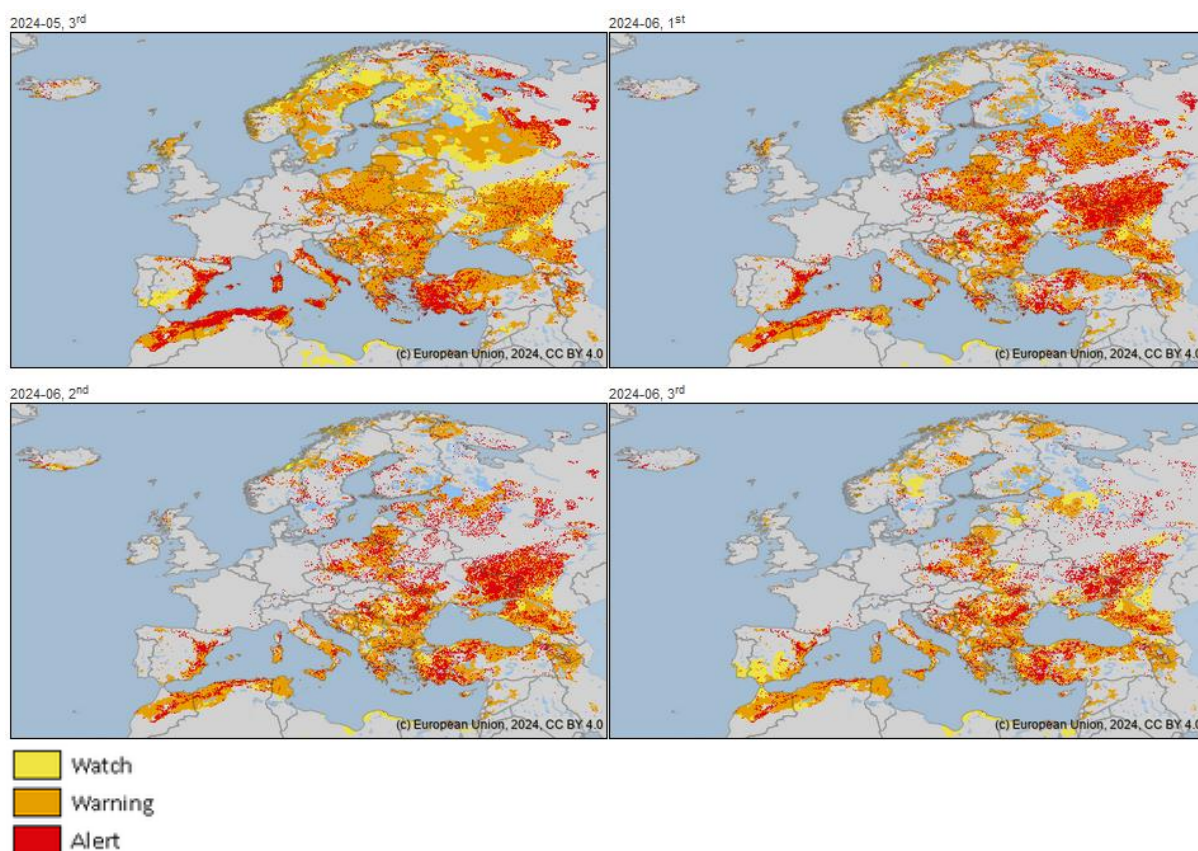 2024-05, 3rd
2024-06, 1st
(c) European Union, 2024, CC BY 4.0
(c) European Union, 2024, CC BY 4.0
2024-06, 2nd
2024-06, 3rd
(c) European Union, 2024, CC BY 4.0
(c) European Union, 2024, CC BY 4.0
Watch
Warning
Alert